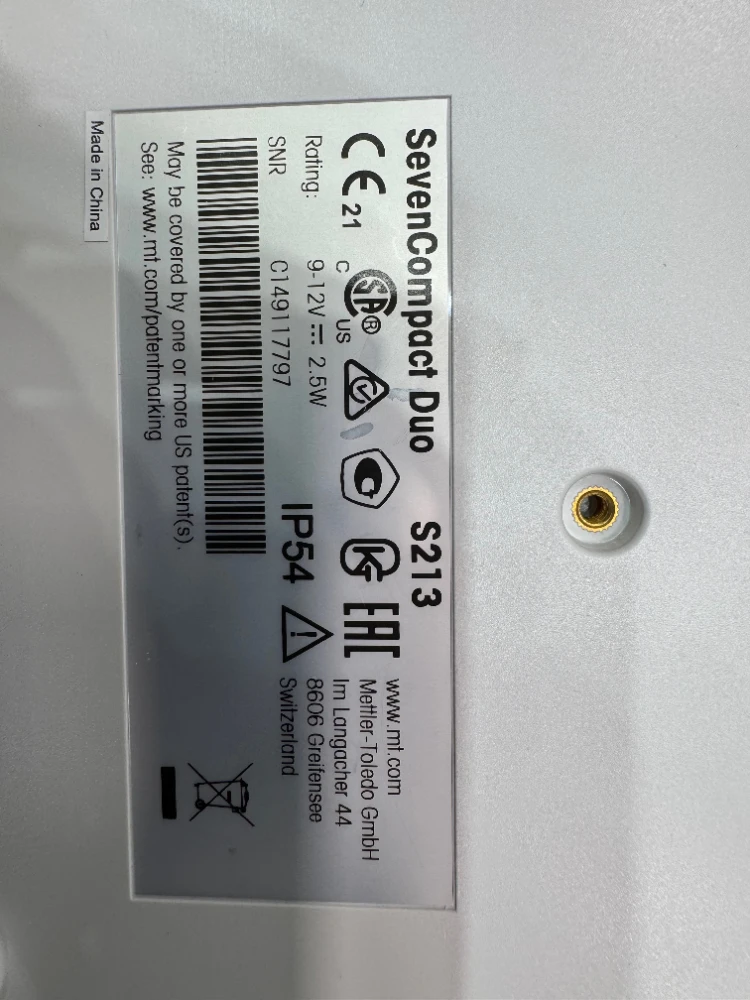 SevenCompact Duo S213
CE 21
C SA® US
EAC
www.mt.com
Mettler-Toledo GmbH
Im Langacher 44
8606 Greifensee
Switzerland
Rating: 9-12V ⎓ 2.5W
SNR C149117797
IP54
May be covered by one or more US patent(s).
See: www.mt.com/patentmarking
Made in China